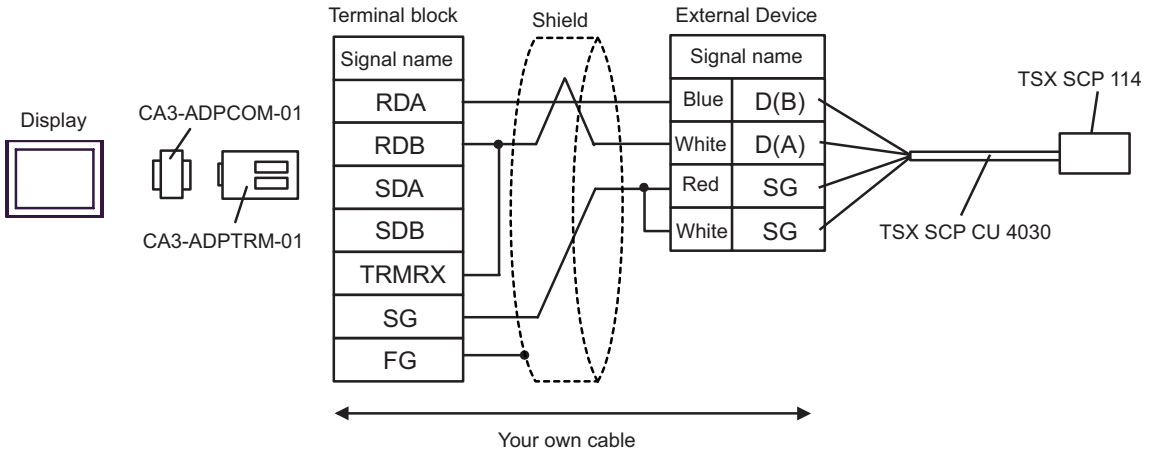 Terminal block
Shield
External Device
Signal name
Signal name
TSX SCP 114
Display
CA3-ADPCOM-01
RDA
Blue
D(B)
RDB
White
D(A)
SDA
Red
SG
SDB
White
SG
CA3-ADPTRM-01
TSX SCP CU 4030
TRMRX
SG
FG
Your own cable